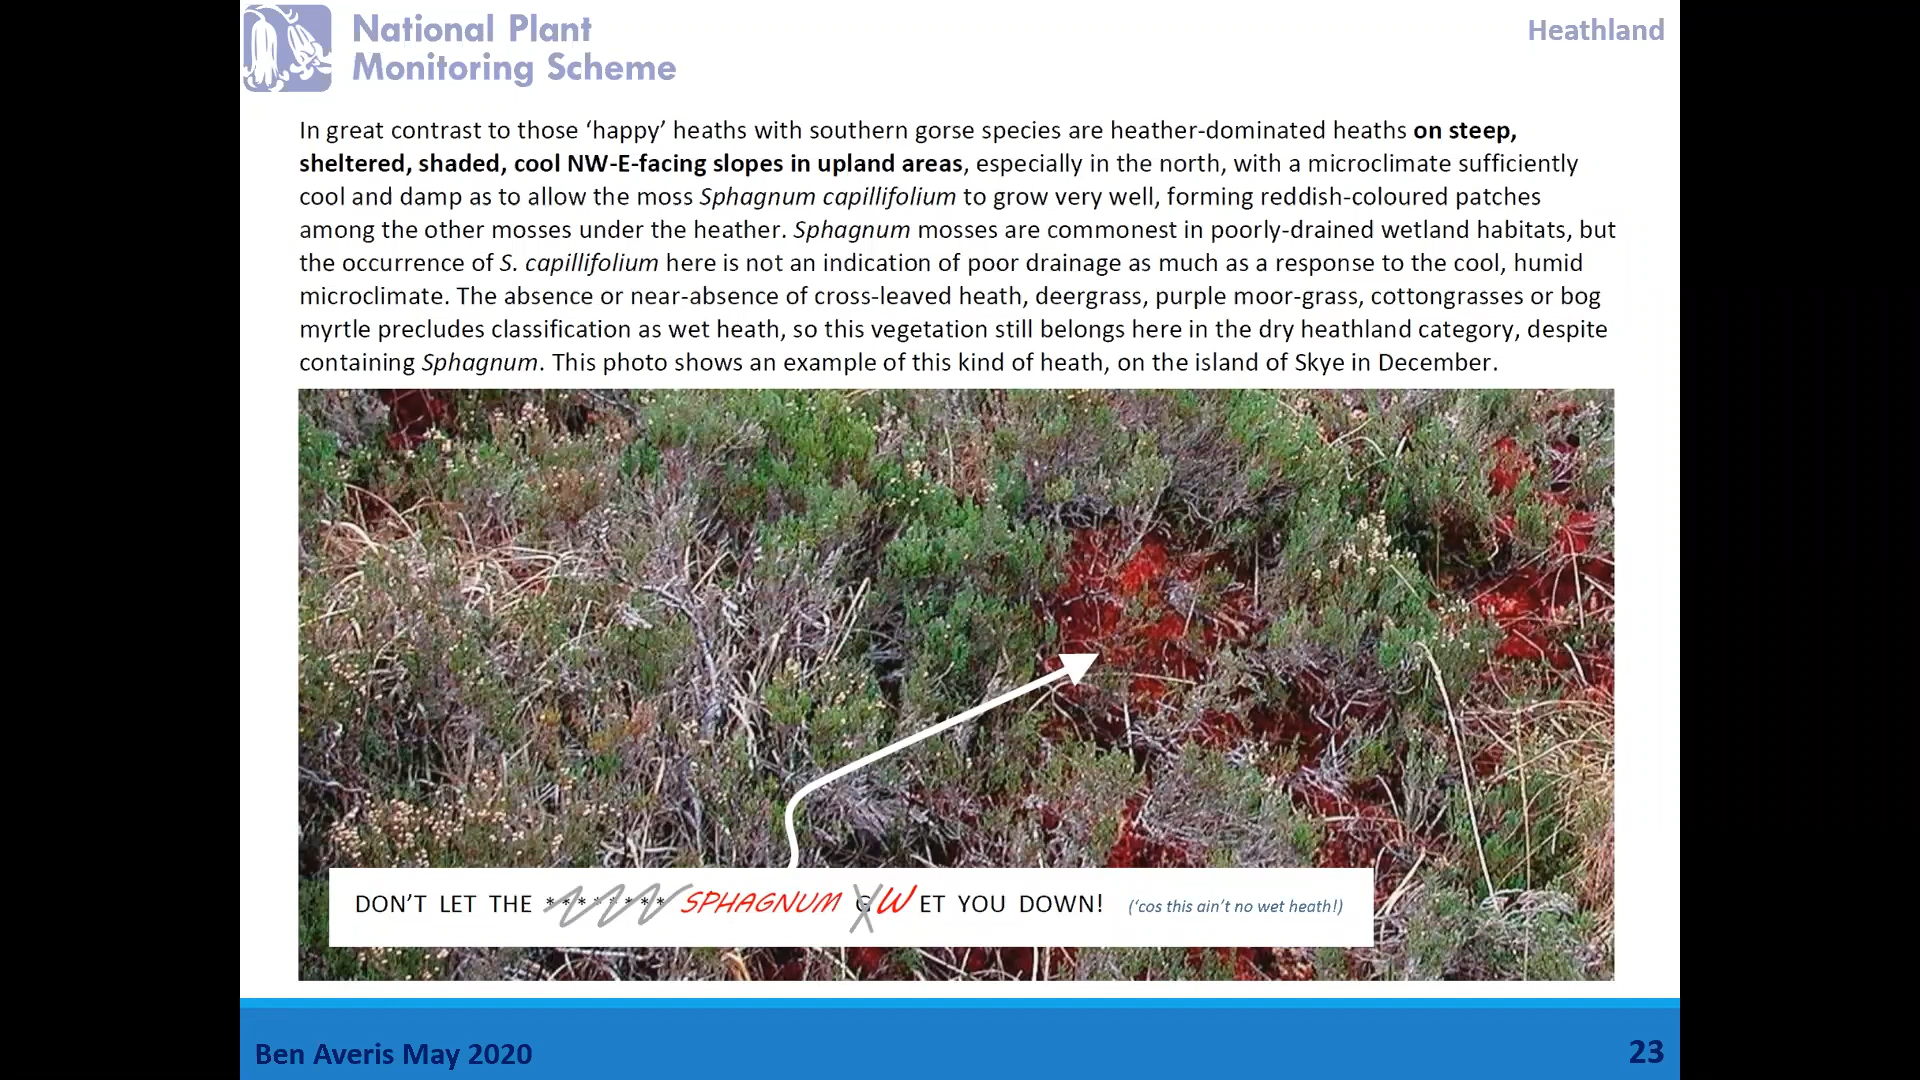 National Plant
Monitoring Scheme
Heathland
In great contrast to those ‘happy’ heaths with southern gorse species are heather-dominated heaths on steep,
sheltered, shaded, cool NW-E-facing slopes in upland areas, especially in the north, with a microclimate sufficiently
cool and damp as to allow the moss Sphagnum capillifolium to grow very well, forming reddish-coloured patches
among the other mosses under the heather. Sphagnum mosses are commonest in poorly-drained wetland habitats, but
the occurrence of S. capillifolium here is not an indication of poor drainage as much as a response to the cool, humid
microclimate. The absence or near-absence of cross-leaved heath, deergrass, purple moor-grass, cottongrasses or bog
myrtle precludes classification as wet heath, so this vegetation still belongs here in the dry heathland category, despite
containing Sphagnum. This photo shows an example of this kind of heath, on the island of Skye in December.
DON’T LET THE ******** SPHAGNUM G W ET YOU DOWN! (‘cos this ain’t no wet heath!)
Ben Averis May 2020
23